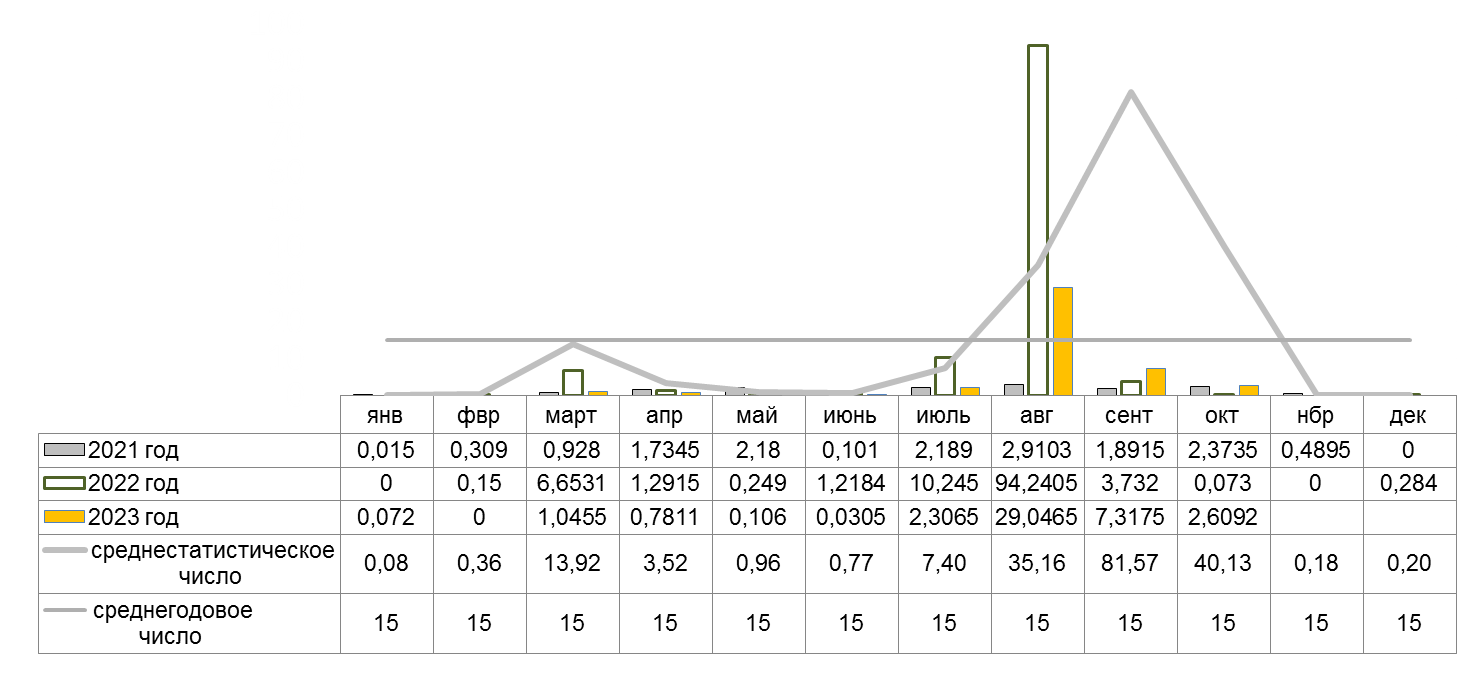 янв фвр март апр май июнь июль авг сент окт нбр дек
2021 год 0,015 0,309 0,928 1,7345 2,18 0,101 2,189 2,9103 1,8915 2,3735 0,4895 0
2022 год 0 0,15 6,6531 1,2915 0,249 1,2184 10,245 94,2405 3,732 0,073 0 0,284
2023 год 0,072 0 1,0455 0,7811 0,106 0,0305 2,3065 29,0465 7,3175 2,6092
среднестатистическое
число 0,08 0,36 13,92 3,52 0,96 0,77 7,40 35,16 81,57 40,13 0,18 0,20
среднегодовое
число 15 15 15 15 15 15 15 15 15 15 15 15